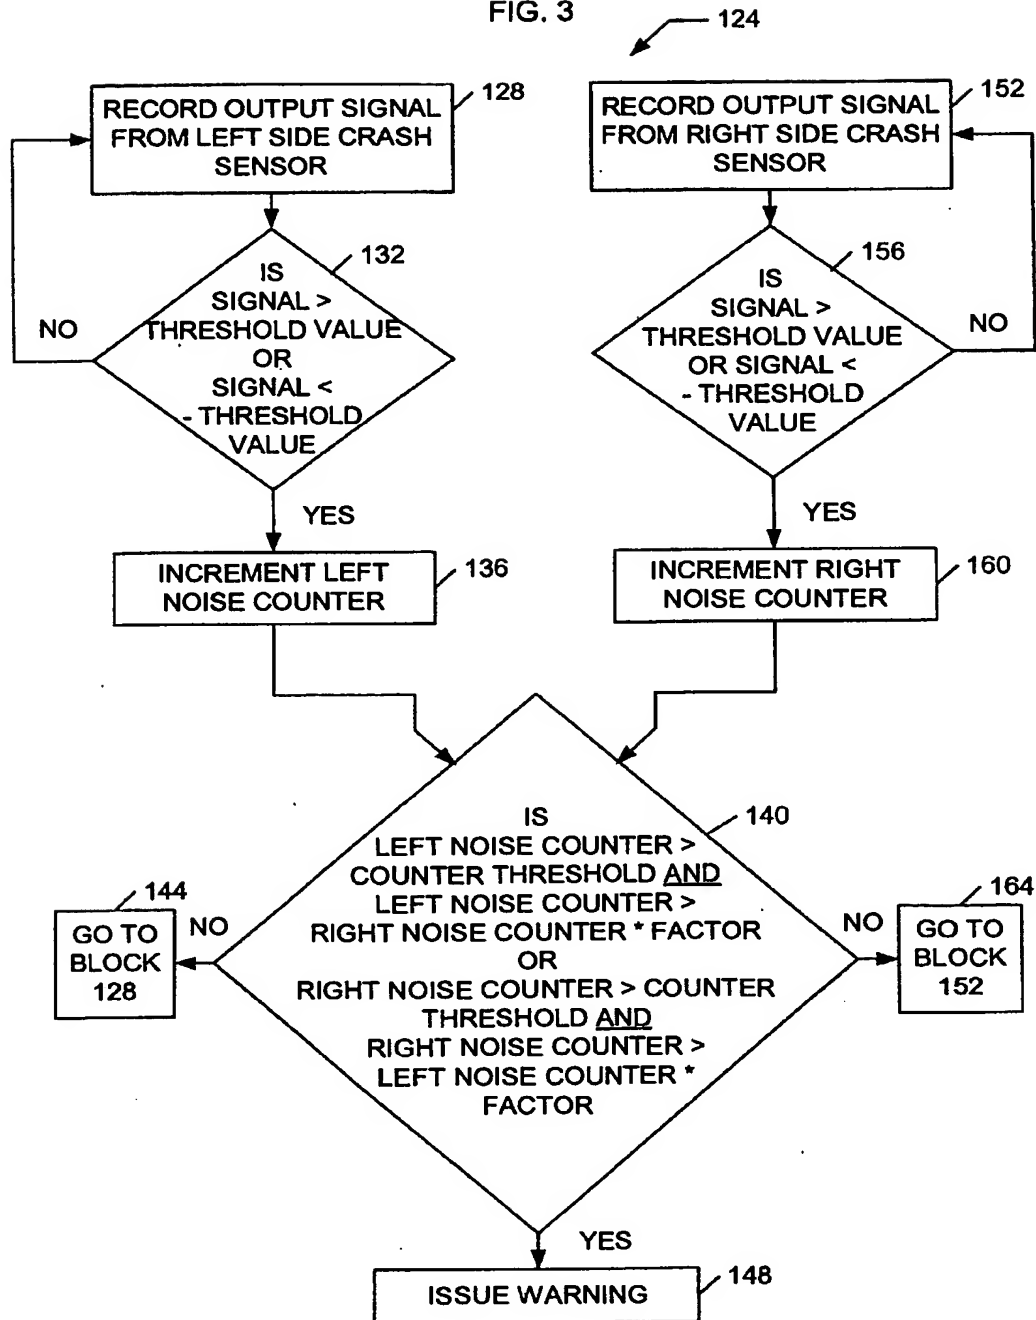 FIG. 3
124
RECORD OUTPUT SIGNAL
FROM LEFT SIDE CRASH
SENSOR
128
RECORD OUTPUT SIGNAL
FROM RIGHT SIDE CRASH
SENSOR
152
132
IS
SIGNAL >
THRESHOLD VALUE
OR
SIGNAL <
- THRESHOLD
VALUE
NO
156
IS
SIGNAL >
THRESHOLD VALUE
OR SIGNAL <
- THRESHOLD
VALUE
NO
YES
YES
INCREMENT LEFT
NOISE COUNTER
136
INCREMENT RIGHT
NOISE COUNTER
160
140
IS
LEFT NOISE COUNTER >
COUNTER THRESHOLD AND
LEFT NOISE COUNTER >
RIGHT NOISE COUNTER * FACTOR
OR
RIGHT NOISE COUNTER > COUNTER
THRESHOLD AND
RIGHT NOISE COUNTER >
LEFT NOISE COUNTER *
FACTOR
144
NO
GO TO
BLOCK
128
164
NO
GO TO
BLOCK
152
YES
ISSUE WARNING
148